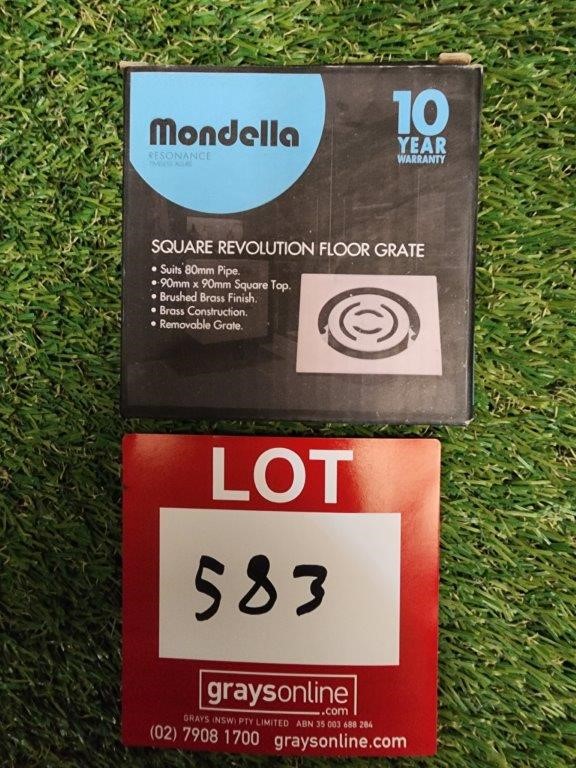 Mondella
RESONANCE
TIMELESS ALLURE
10
YEAR
WARRANTY
SQUARE REVOLUTION FLOOR GRATE
• Suits 80mm Pipe.
• 90mm x 90mm Square Top.
• Brushed Brass Finish.
• Brass Construction.
• Removable Grate.
LOT
583
graysonline
.com
GRAYS (NSW) PTY LIMITED ABN 35 003 688 284
(02) 7908 1700 graysonline.com